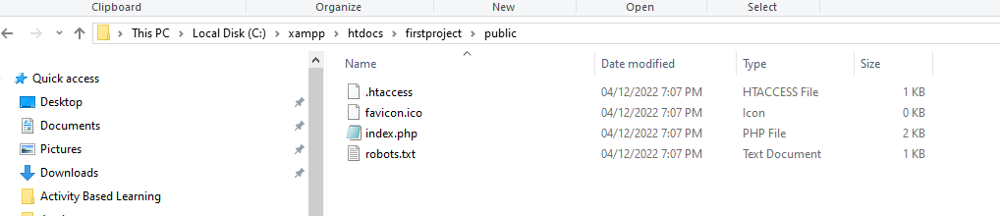 Clipboard Organize New Open Select
This PC > Local Disk (C:) > xampp > htdocs > firstproject > public
Quick access
Desktop
Documents
Pictures
Downloads
Activity Based Learning
Name Date modified Type Size
.htaccess 04/12/2022 7:07 PM HTACCESS File 1 KB
favicon.ico 04/12/2022 7:07 PM Icon 0 KB
index.php 04/12/2022 7:07 PM PHP File 2 KB
robots.txt 04/12/2022 7:07 PM Text Document 1 KB